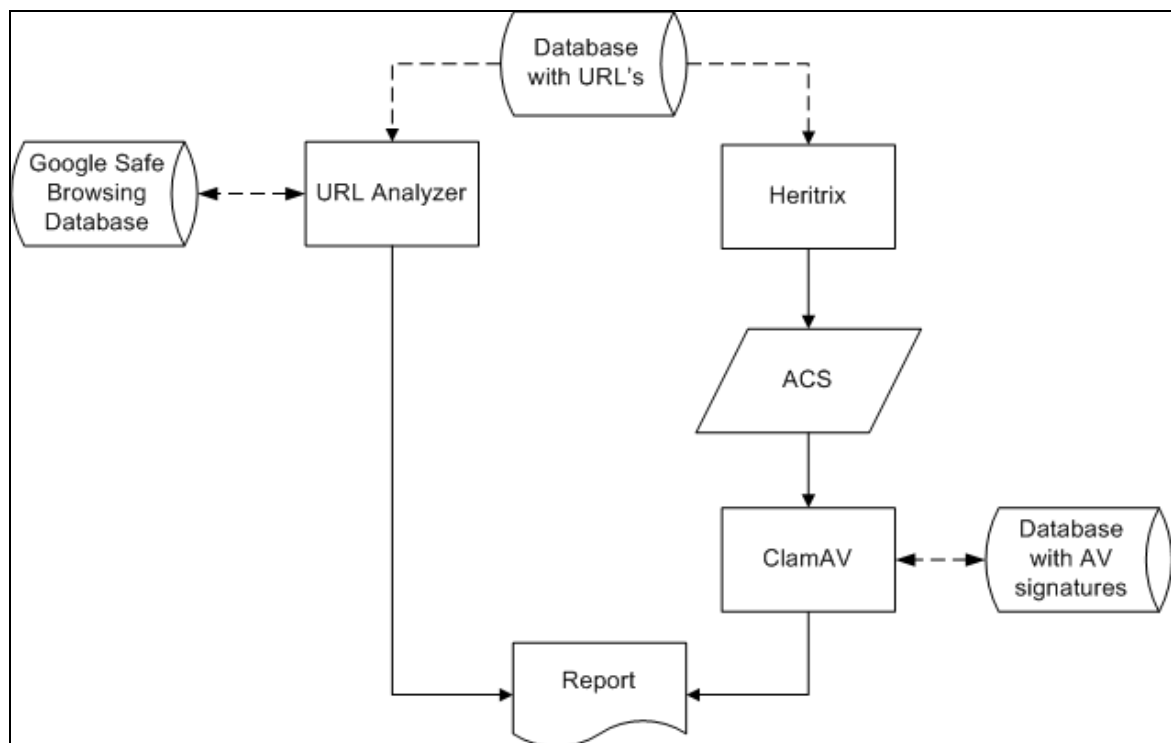 Database
with URL's
Google Safe
Browsing
Database
URL Analyzer
Heritrix
ACS
ClamAV
Database
with AV
signatures
Report